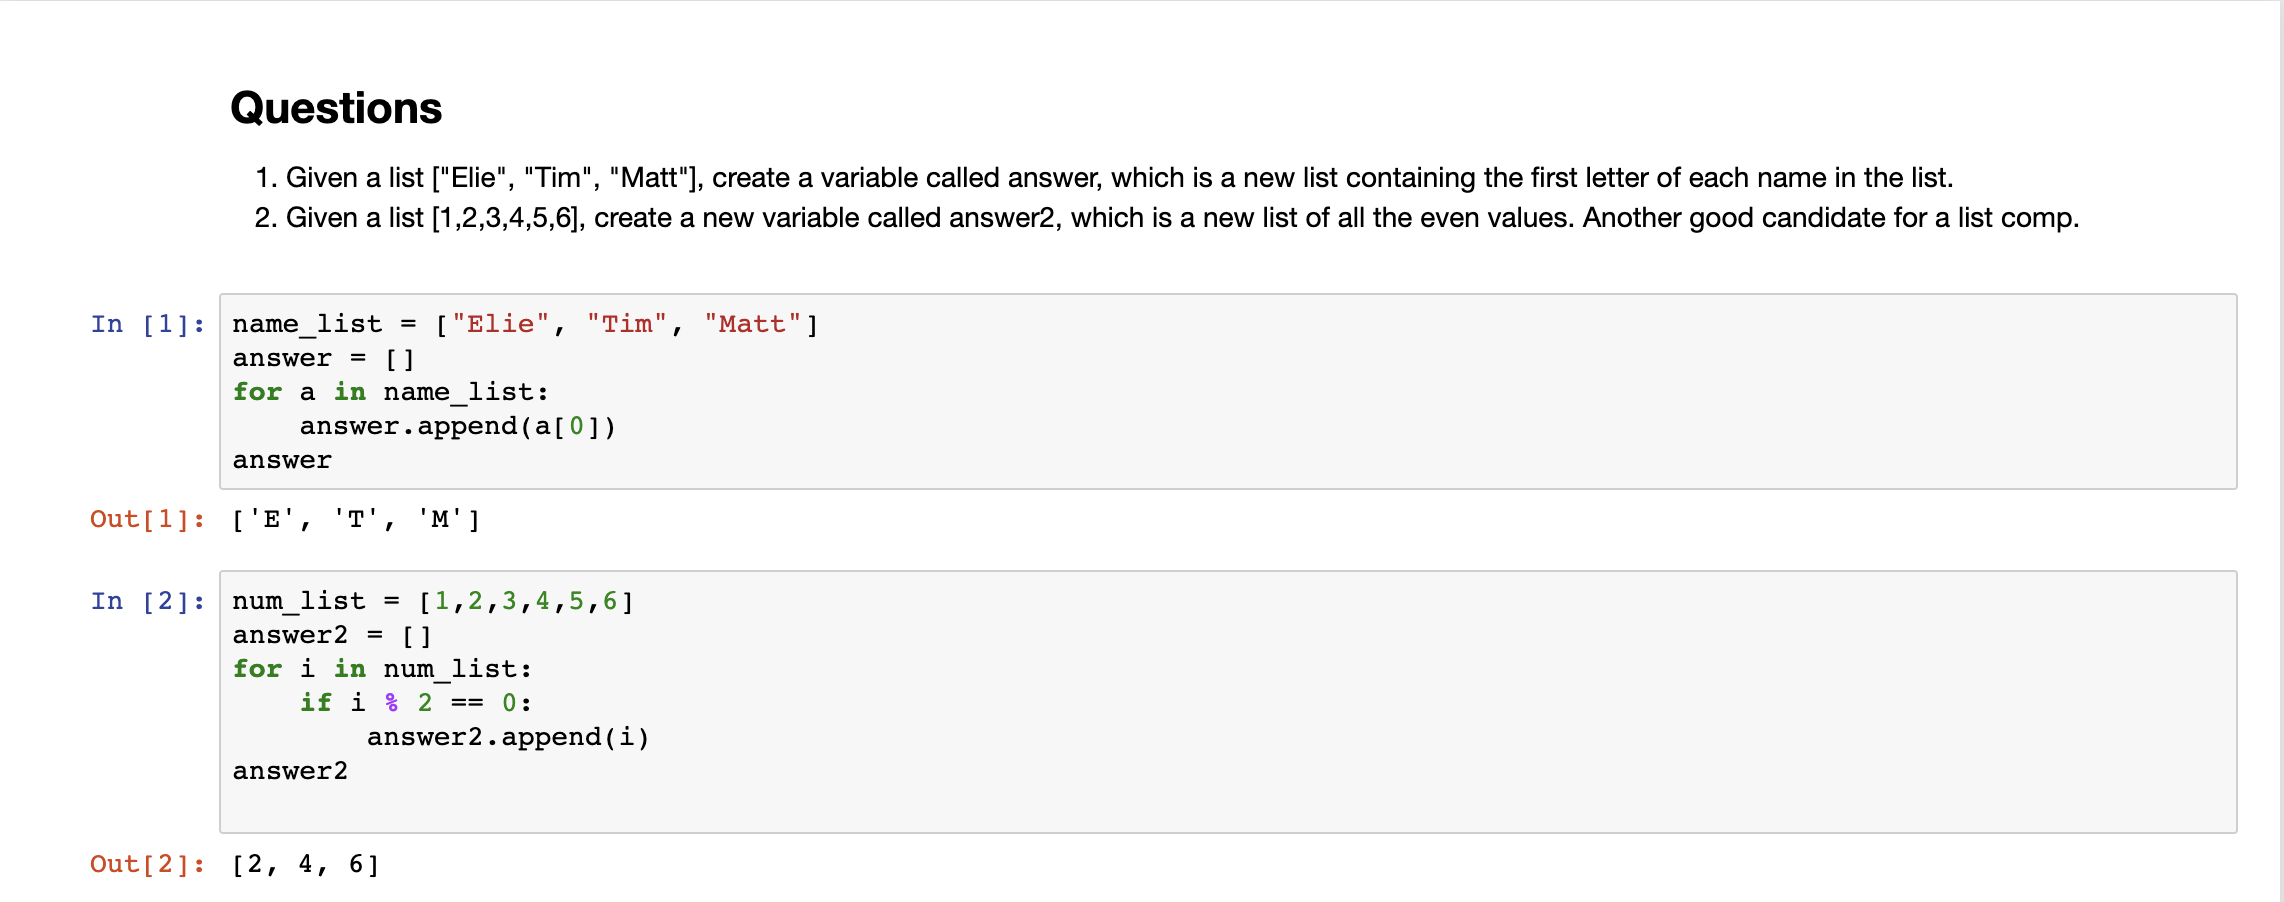 Questions
1. Given a list ["Elie", "Tim", "Matt"], create a variable called answer, which is a new list containing the first letter of each name in the list.
2. Given a list [1,2,3,4,5,6], create a new variable called answer2, which is a new list of all the even values. Another good candidate for a list comp.
In [1]: name_list = ["Elie", "Tim", "Matt"]
answer = []
for a in name_list:
    answer.append(a[0])
answer
Out[1]: ['E', 'T', 'M']
In [2]: num_list = [1,2,3,4,5,6]
answer2 = []
for i in num_list:
    if i % 2 == 0:
        answer2.append(i)
answer2
Out[2]: [2, 4, 6]